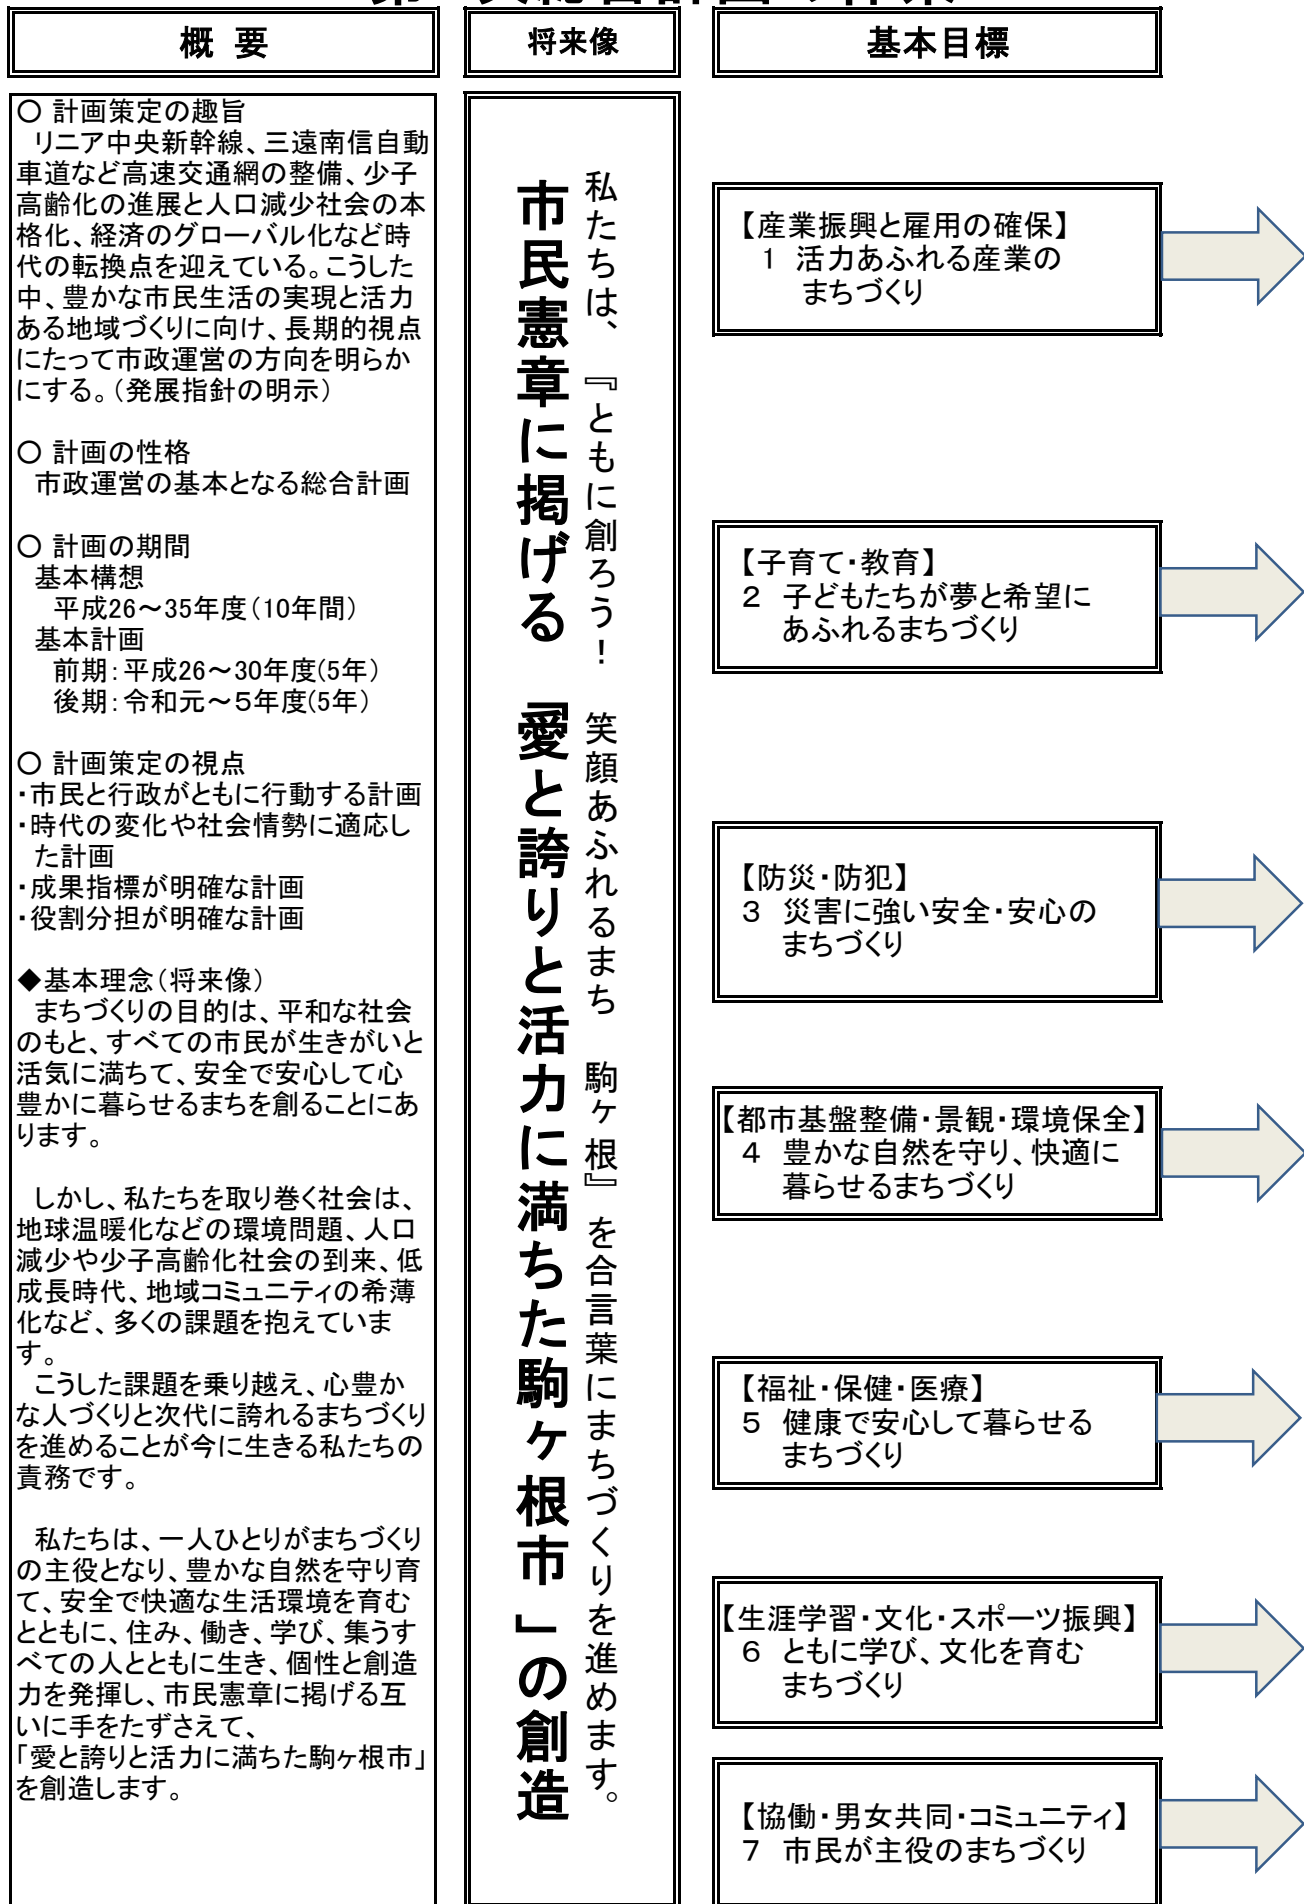 概 要
○ 計画策定の趣旨
リニア中央新幹線、三遠南信自動
車道など高速交通網の整備、少子
高齢化の進展と人口減少社会の本
格化、経済のグローバル化など時
代の転換点を迎えている。こうした
中、豊かな市民生活の実現と活力
ある地域づくりに向け、長期的視点
にたって市政運営の方向を明らか
にする。（発展指針の明示）
○ 計画の性格
市政運営の基本となる総合計画
○ 計画の期間
基本構想
平成26～35年度（10年間）
基本計画
前期：平成26～30年度(5年）
後期：令和元～５年度(5年）
○ 計画策定の視点
・市民と行政がともに行動する計画
・時代の変化や社会情勢に適応し
た計画
・成果指標が明確な計画
・役割分担が明確な計画
◆基本理念（将来像）
まちづくりの目的は、平和な社会
のもと、すべての市民が生きがいと
活気に満ちて、安全で安心して心
豊かに暮らせるまちを創ることにあ
ります。
しかし、私たちを取り巻く社会は、
地球温暖化などの環境問題、人口
減少や少子高齢化社会の到来、低
成長時代、地域コミュニティの希薄
化など、多くの課題を抱えていま
す。
こうした課題を乗り越え、心豊か
な人づくりと次代に誇れるまちづくり
を進めることが今に生きる私たちの
責務です。
私たちは、一人ひとりがまちづくり
の主役となり、豊かな自然を守り育
て、安全で快適な生活環境を育む
とともに、住み、働き、学び、集うす
べての人とともに生き、個性と創造
力を発揮し、市民憲章に掲げる互
いに手をたずさえて、
「愛と誇りと活力に満ちた駒ヶ根市」
を創造します。
将来像
私たちは、『ともに創ろう！ 笑顔あふれるまち 駒ヶ根』を合言葉にまちづくりを進めます。
市民憲章に掲げる「愛と誇りと活力に満ちた駒ヶ根市」の創造
基本目標
【産業振興と雇用の確保】
1 活力あふれる産業の
まちづくり
【子育て・教育】
２ 子どもたちが夢と希望に
あふれるまちづくり
【防災・防犯】
３ 災害に強い安全・安心の
まちづくり
【都市基盤整備・景観・環境保全】
４ 豊かな自然を守り、快適に
暮らせるまちづくり
【福祉・保健・医療】
５ 健康で安心して暮らせる
まちづくり
【生涯学習・文化・スポーツ振興】
６ ともに学び、文化を育む
まちづくり
【協働・男女共同・コミュニティ】
７ 市民が主役のまちづくり